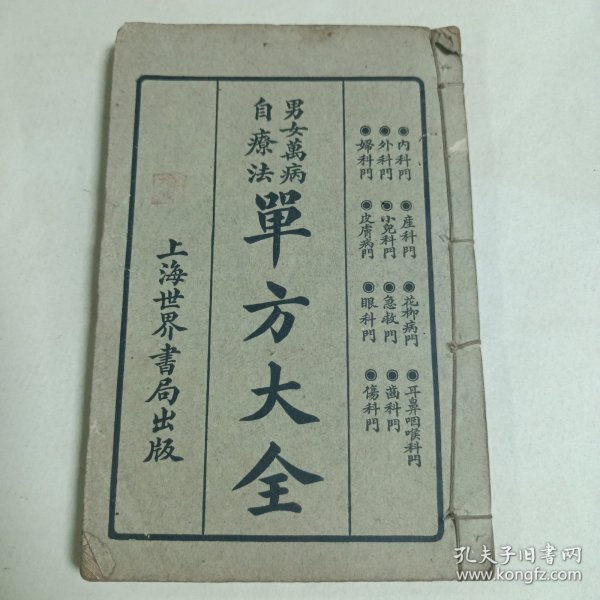 內科門
外科門
婦科門
產科門
小兒科門
皮膚病門
花柳病門
急救門
眼科門
耳鼻咽喉科門
齒科門
傷科門
男女萬病
自療法
單方大全
上海世界書局出版
孔夫子旧书网
www.kongfz.com